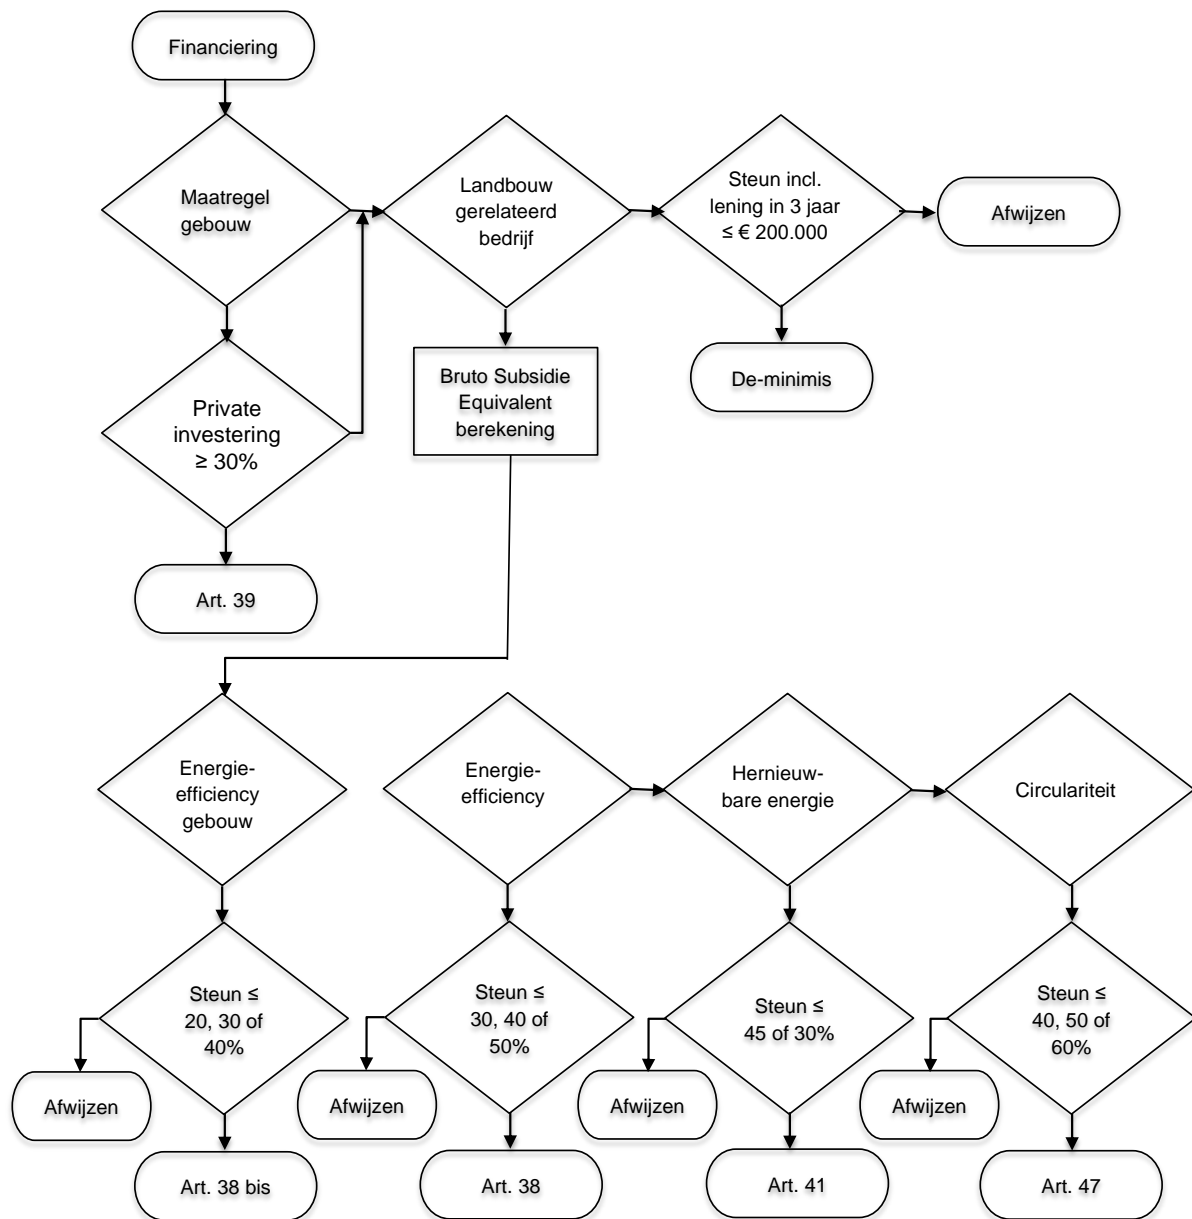 Financiering
Maatregel
gebouw
Landbouw
gerelateerd
bedrijf
Steun incl.
lening in 3 jaar
≤ € 200.000
Afwijzen
Private
investering
≥ 30%
Bruto Subsidie
Equivalent
berekening
De-minimis
Art. 39
Energie-
efficiency
gebouw
Energie-
efficiency
Hernieuw-
bare energie
Circulariteit
Steun ≤
20, 30 of
40%
Steun ≤
30, 40 of
50%
Steun ≤
45 of 30%
Steun ≤
40, 50 of
60%
Afwijzen
Afwijzen
Afwijzen
Afwijzen
Art. 38 bis
Art. 38
Art. 41
Art. 47